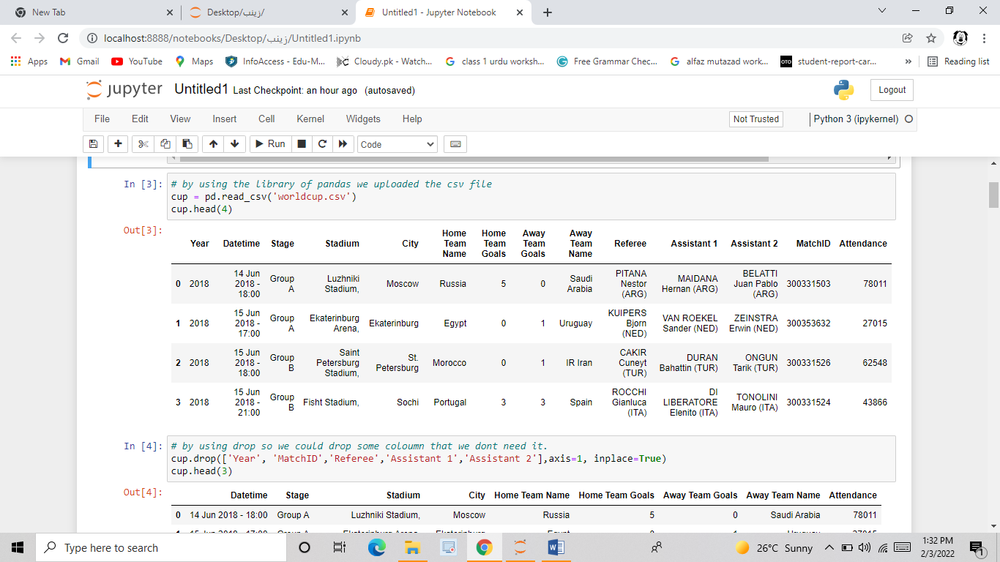 New Tab
Desktop/زينب/
Untitled1 - Jupyter Notebook
localhost:8888/notebooks/Desktop/زينب/Untitled1.ipynb
Apps Gmail YouTube Maps InfoAccess - Edu-M... Cloudy.pk - Watch... class 1 urdu worksh... Free Grammar Chec... alfaz mutazad work... OTO student-report-car... » Reading list
jupyter Untitled1 Last Checkpoint: an hour ago (autosaved) Logout
File Edit View Insert Cell Kernel Widgets Help Not Trusted Python 3 (ipykernel)
Run Code
In [3]: # by using the library of pandas we uploaded the csv file
cup = pd.read_csv('worldcup.csv')
cup.head(4)
Out[3]:
Year Datetime Stage Stadium City Home Team Name Home Team Goals Away Team Goals Away Team Name Referee Assistant 1 Assistant 2 MatchID Attendance
0 2018 14 Jun 2018 - 18:00 Group A Luzhniki Stadium, Moscow Russia 5 0 Saudi Arabia PITANA Nestor (ARG) MAIDANA Hernan (ARG) BELATTI Juan Pablo (ARG) 300331503 78011
1 2018 15 Jun 2018 - 17:00 Group A Ekaterinburg Arena, Ekaterinburg Egypt 0 1 Uruguay KUIPERS Bjorn (NED) VAN ROEKEL Sander (NED) ZEINSTRA Erwin (NED) 300353632 27015
2 2018 15 Jun 2018 - 18:00 Group B Saint Petersburg Stadium, St. Petersburg Morocco 0 1 IR Iran CAKIR Cuneyt (TUR) DURAN Bahattin (TUR) ONGUN Tarik (TUR) 300331526 62548
3 2018 15 Jun 2018 - 21:00 Group B Fisht Stadium, Sochi Portugal 3 3 Spain ROCCHI Gianluca (ITA) DI LIBERATORE Elenito (ITA) TONOLINI Mauro (ITA) 300331524 43866
In [4]: # by using drop so we could drop some coloumn that we dont need it.
cup.drop(['Year', 'MatchID','Referee','Assistant 1','Assistant 2'],axis=1, inplace=True)
cup.head(3)
Out[4]:
Datetime Stage Stadium City Home Team Name Home Team Goals Away Team Goals Away Team Name Attendance
0 14 Jun 2018 - 18:00 Group A Luzhniki Stadium, Moscow Russia 5 0 Saudi Arabia 78011
Type here to search 26°C Sunny 1:32 PM
2/3/2022
1